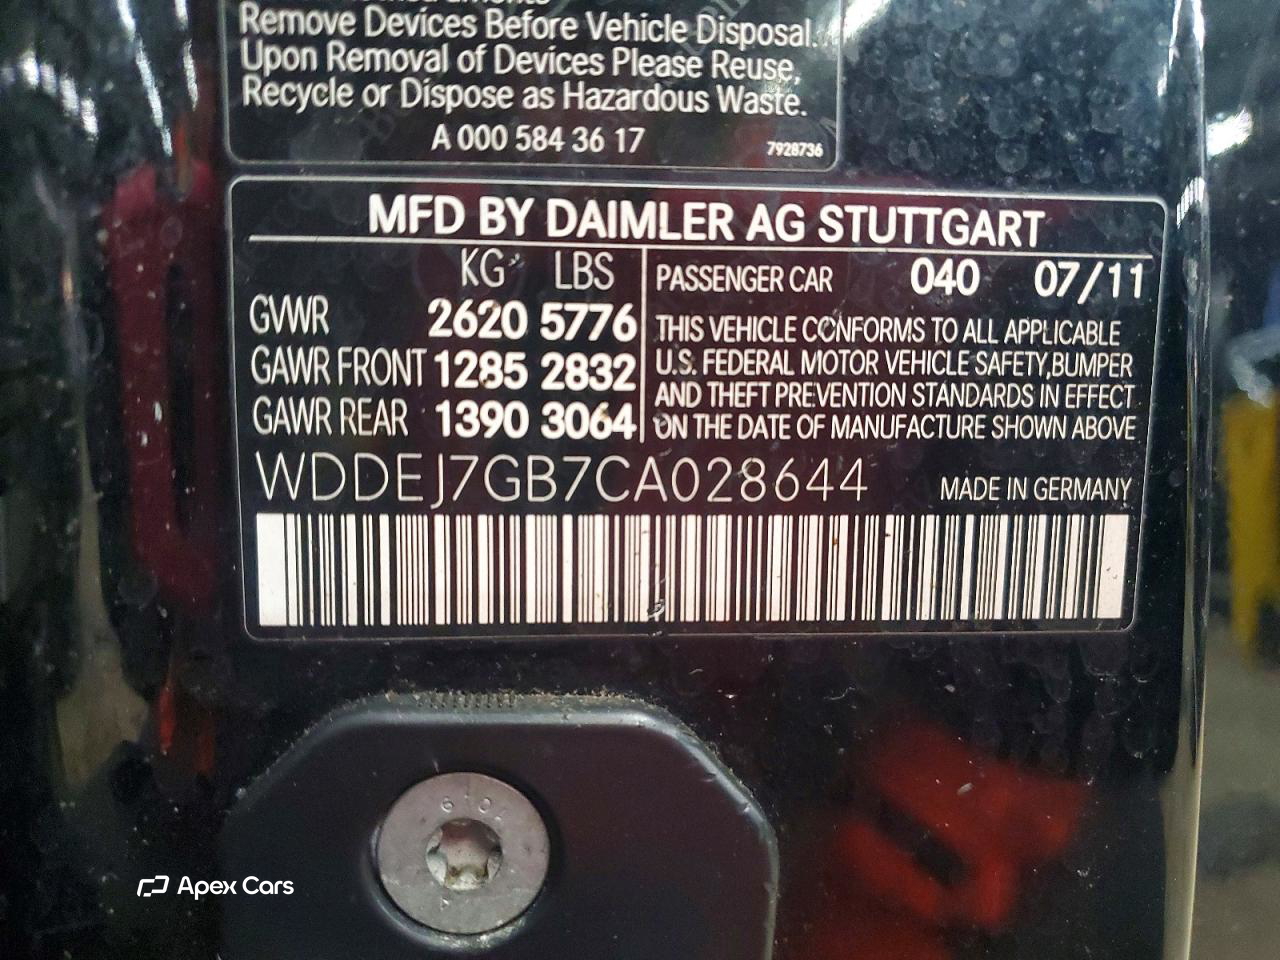 Remove Devices Before Vehicle Disposal.
Upon Removal of Devices Please Reuse,
Recycle or Dispose as Hazardous Waste.
A 000 584 36 17
7928736
MFD BY DAIMLER AG STUTTGART
KG LBS
GVWR 2620 5776
GAWR FRONT 1285 2832
GAWR REAR 1390 3064
PASSENGER CAR 040 07/11
THIS VEHICLE CONFORMS TO ALL APPLICABLE
U.S. FEDERAL MOTOR VEHICLE SAFETY,BUMPER
AND THEFT PREVENTION STANDARDS IN EFFECT
ON THE DATE OF MANUFACTURE SHOWN ABOVE
WDDEJ7GB7CA028644
MADE IN GERMANY
Apex Cars